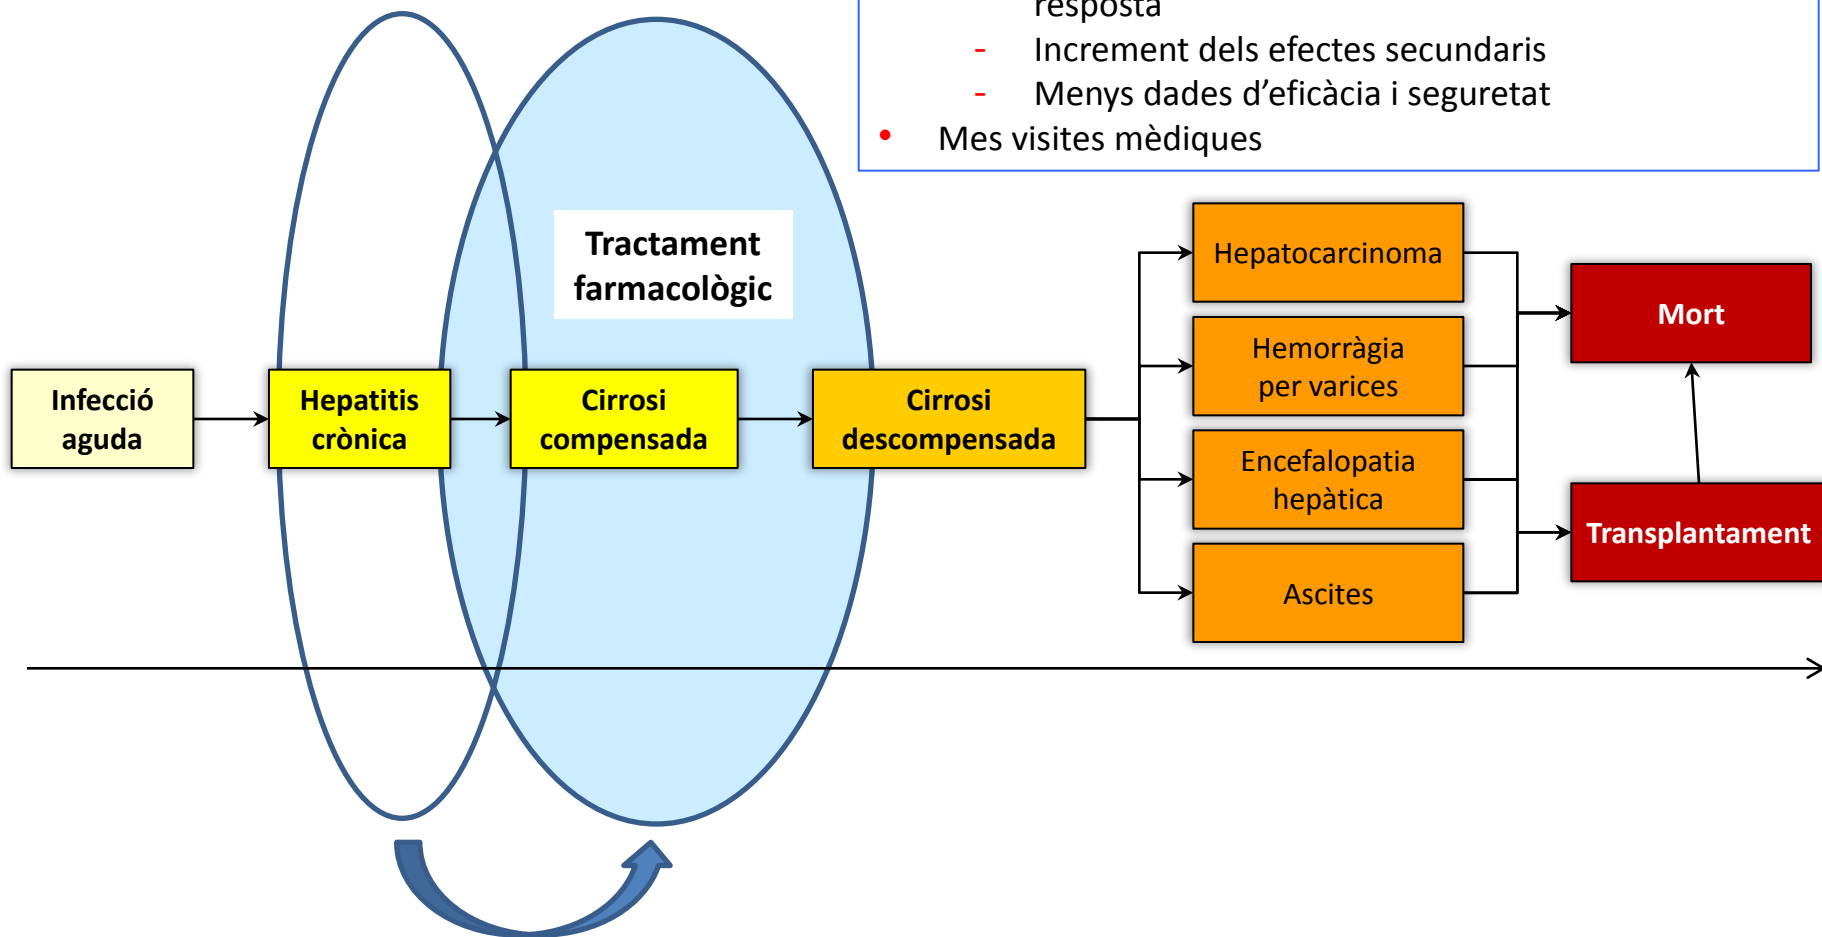 resposta
- Increment dels efectes secundaris
- Menys dades d’eficàcia i seguretat
• Mes visites mèdiques
Tractament
farmacològic
Infecció
aguda
Hepatitis
crònica
Cirrosi
compensada
Cirrosi
descompensada
Hepatocarcinoma
Hemorràgia
per varices
Encefalopatia
hepàtica
Ascites
Mort
Transplantament